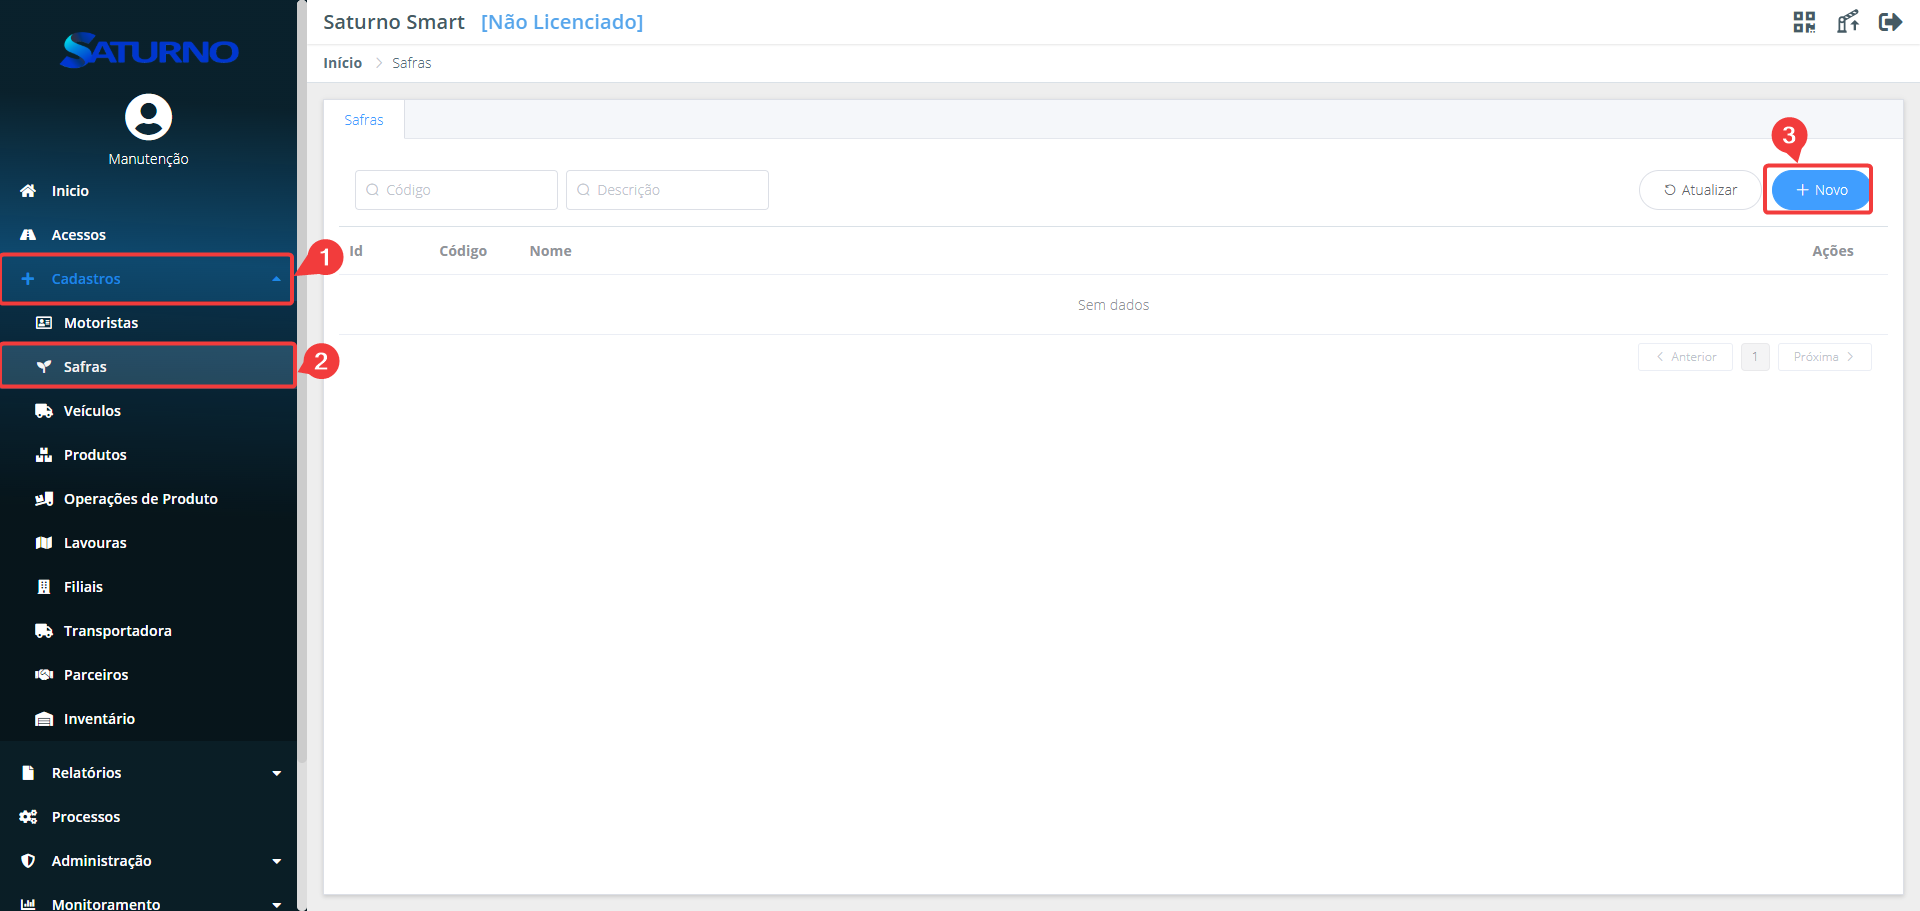 SATURNO
Manutenção
Inicio
Acessos
Cadastros
Motoristas
Safras
Veículos
Produtos
Operações de Produto
Lavouras
Filiais
Transportadora
Parceiros
Inventário
Relatórios
Processos
Administração
Monitoramento
1
2
Saturno Smart [Não Licenciado]
Início > Safras
Safras
3
Código Descrição Atualizar + Novo
Id Código Nome Ações
Sem dados
< Anterior 1 Próxima >